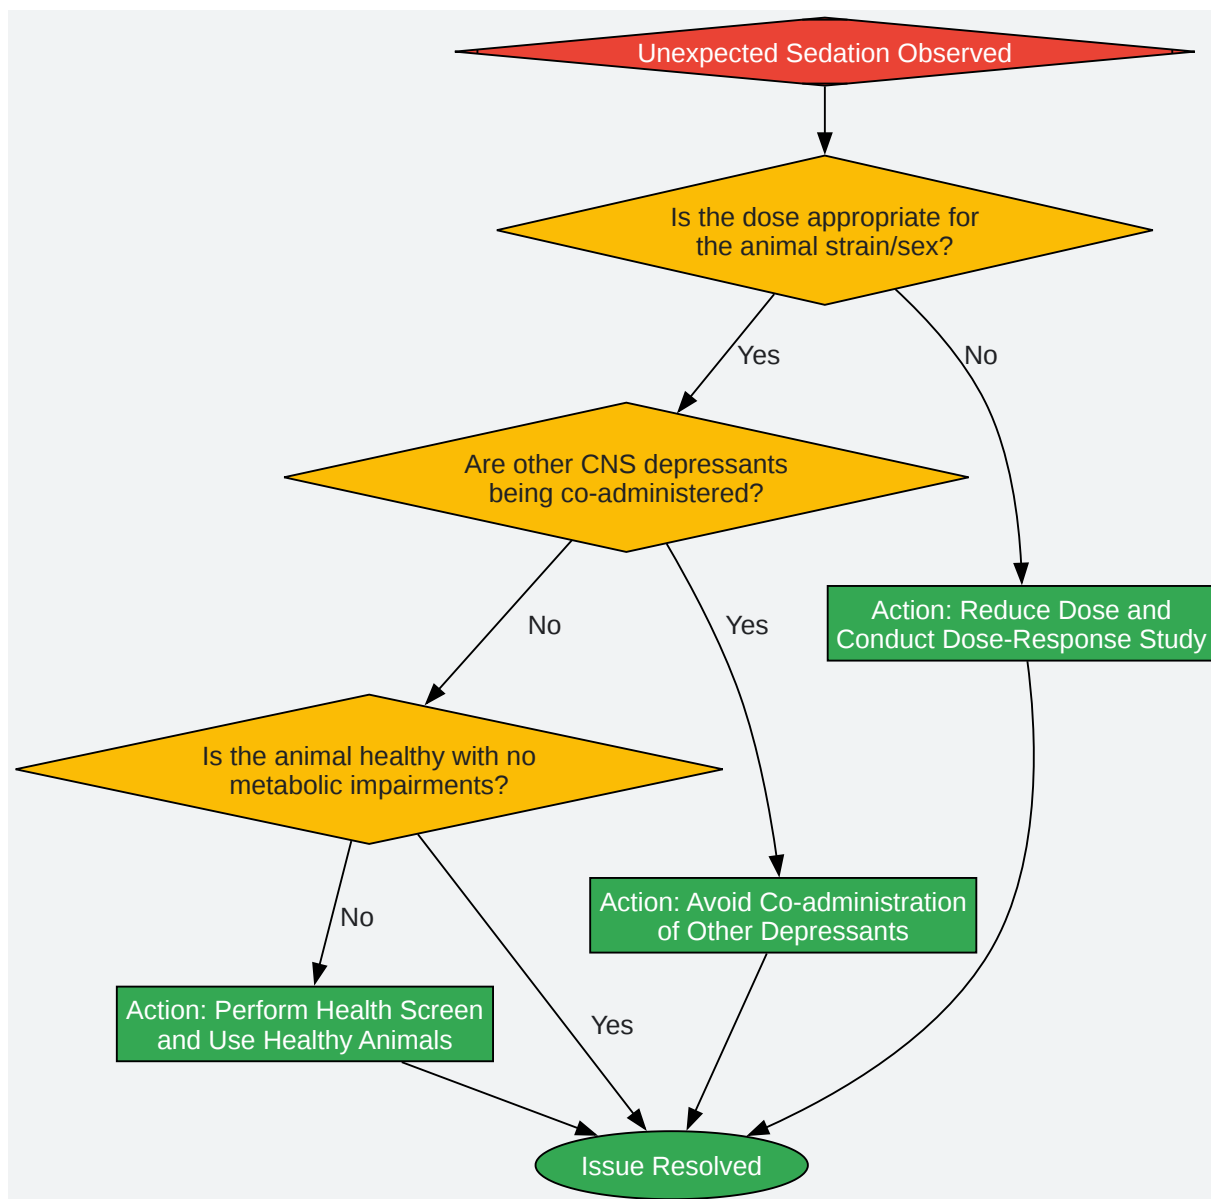 Unexpected Sedation Observed
Is the dose appropriate for
the animal strain/sex?
Yes
No
Are other CNS depressants
being co-administered?
No
Yes
Action: Reduce Dose and
Conduct Dose-Response Study
Is the animal healthy with no
metabolic impairments?
No
Action: Avoid Co-administration
of Other Depressants
Action: Perform Health Screen
and Use Healthy Animals
Yes
Issue Resolved